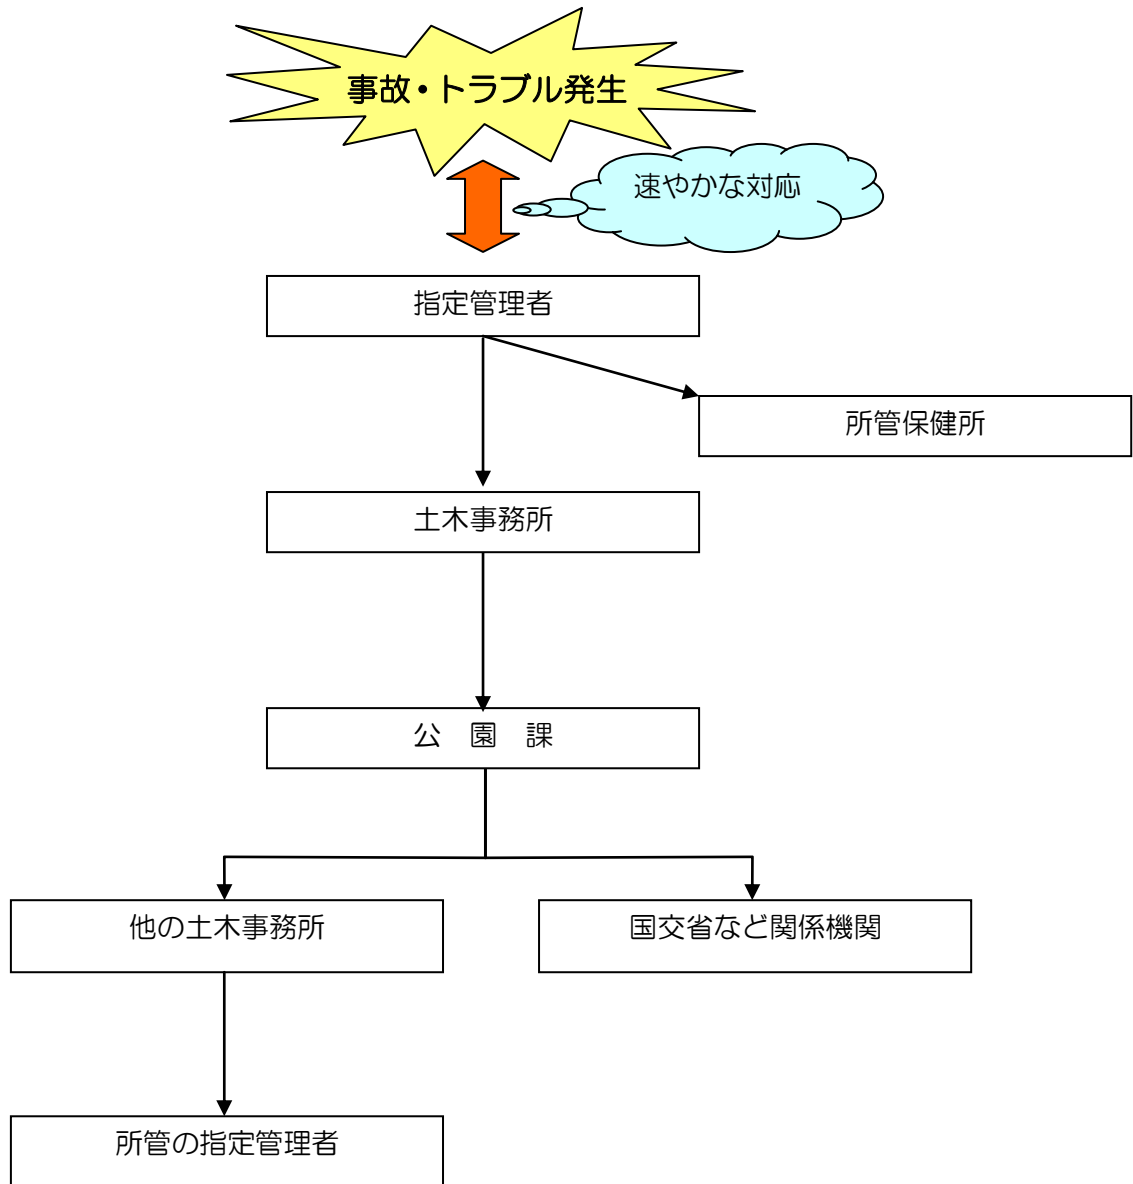 事故・トラブル発生
速やかな対応
指定管理者
所管保健所
土木事務所
公　園　課
他の土木事務所
国交省など関係機関
所管の指定管理者